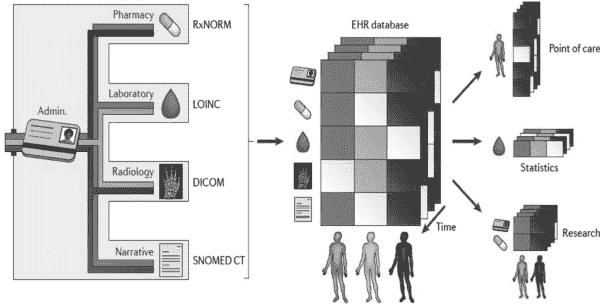 Pharmacy
RxNORM
Laboratory
LOINC
Admin.
Radiology
DICOM
Narrative
SNOMED CT
EHR database
Time
Point of care
Statistics
Research